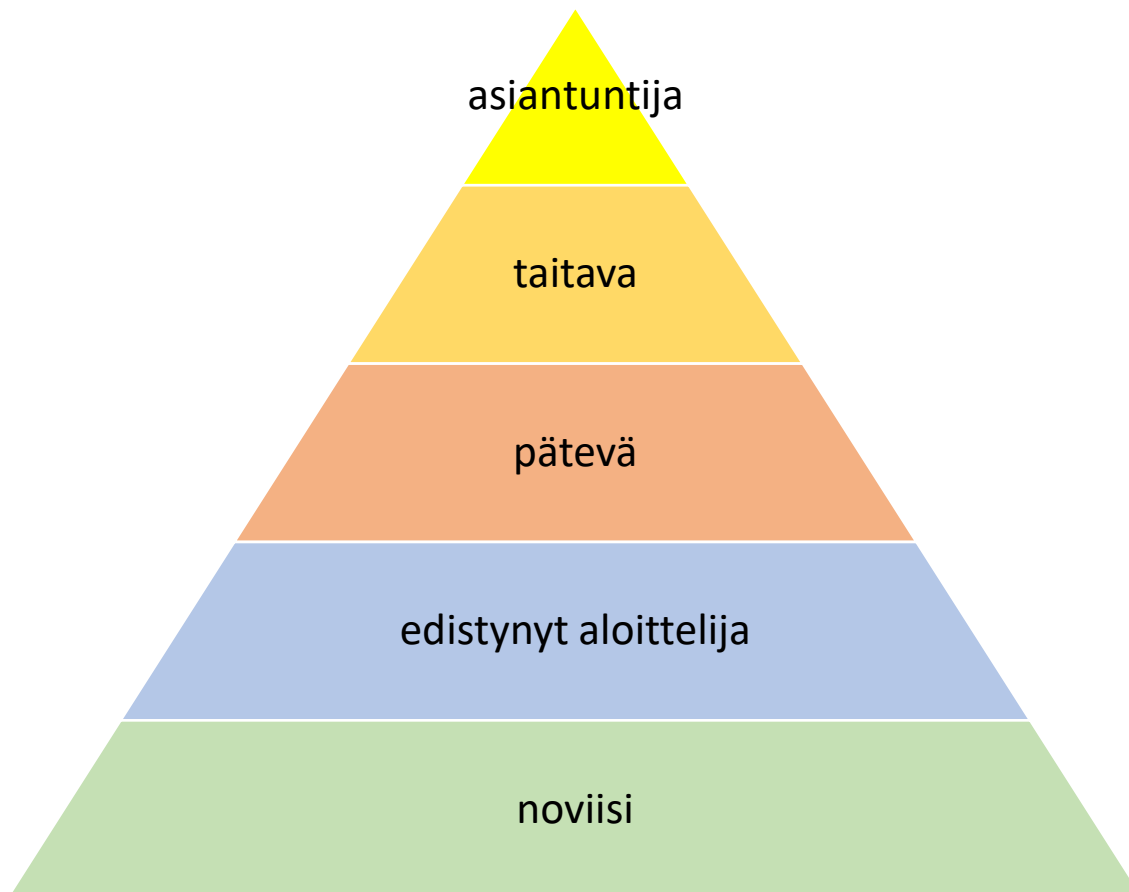 asiantuntija
taitava
pätevä
edistynyt aloittelija
noviisi